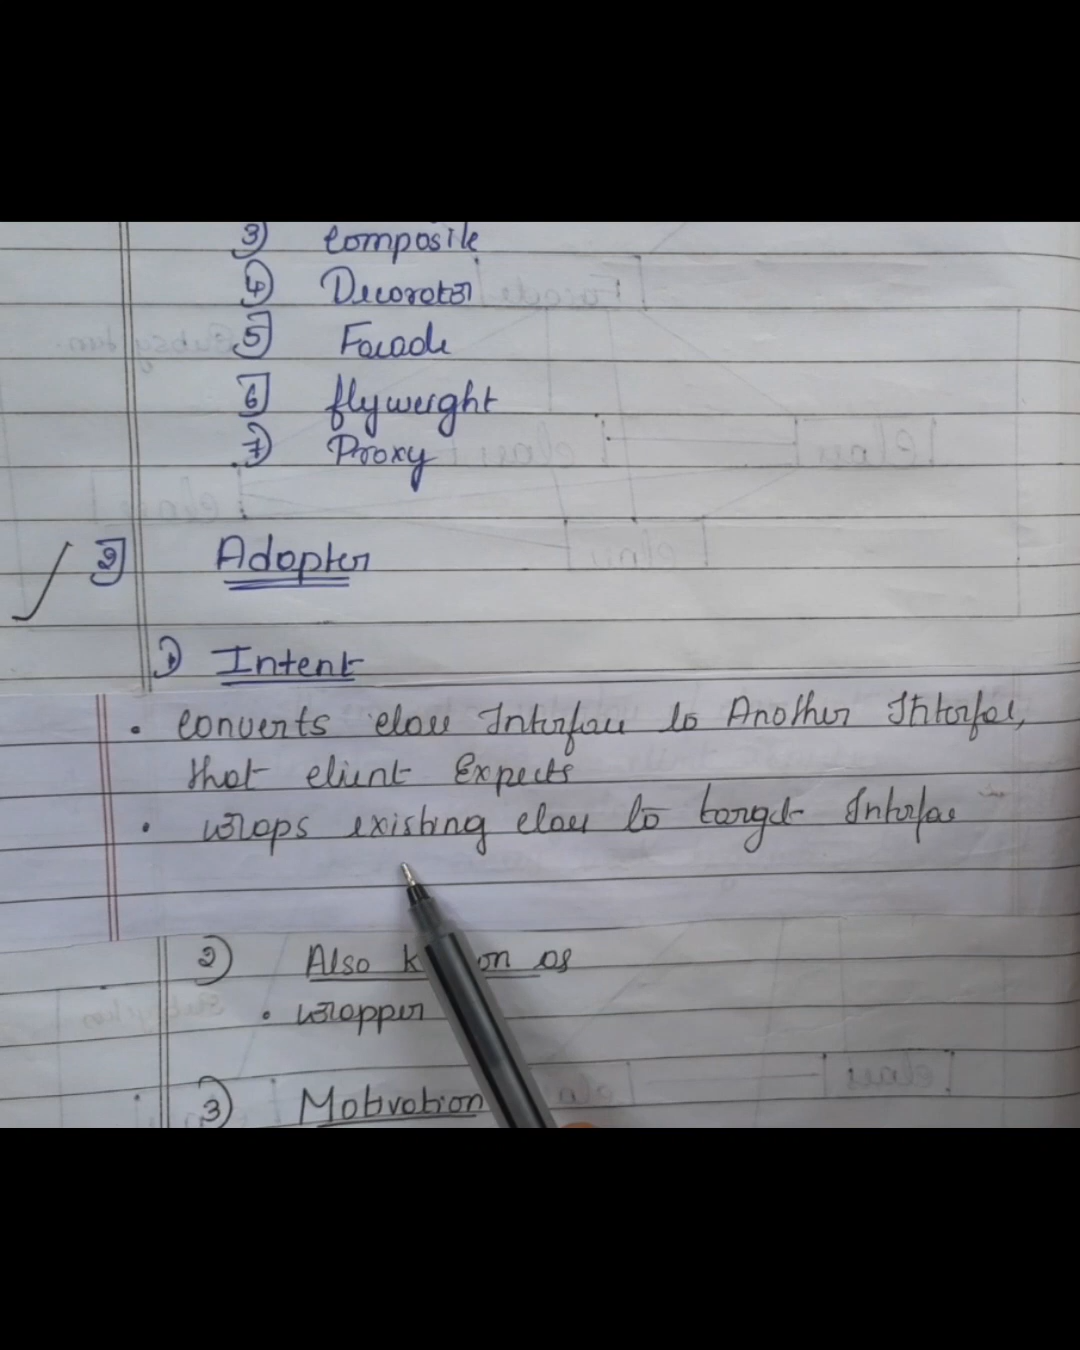 3) Composite
4) Decorator
5] Facade
6] flyweight
7) Proxy
2] Adapter
1) Intent
• converts class Interface to Another Interface,
that client Expects
• wraps existing class to target Interface
2) Also k on as
• wrapper
3) Motivation